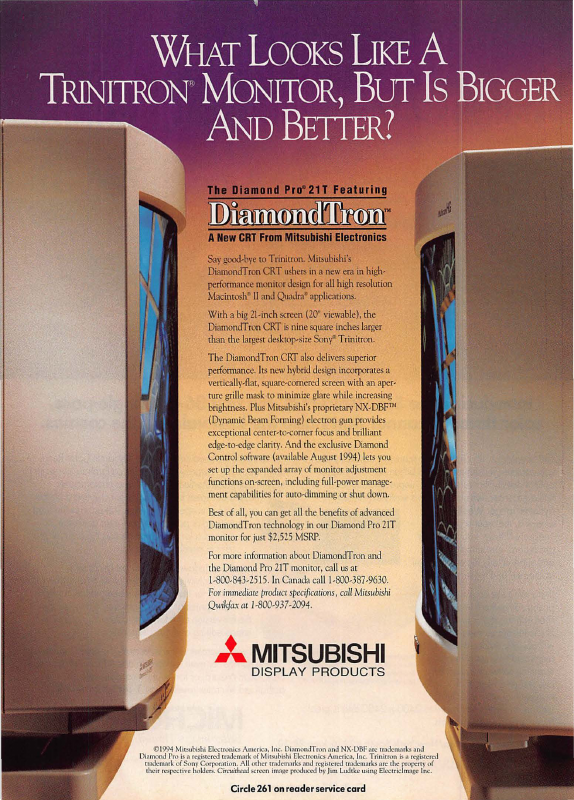 WHAT LOOKS LIKE A
TRINITRON® MONITOR, BUT IS BIGGER
AND BETTER?
The Diamond Pro® 21T Featuring
DiamondTron™
A New CRT From Mitsubishi Electronics
Say good-bye to Trinitron. Mitsubishi's
DiamondTron CRT ushers in a new era in high-
performance monitor design for all high resolution
Macintosh® II and Quadra® applications.
With a big 21-inch screen (20" viewable), the
DiamondTron CRT is nine square inches larger
than the largest desktop-size Sony® Trinitron.
The DiamondTron CRT also delivers superior
performance. Its new hybrid design incorporates a
vertically-flat, square-cornered screen with an aper-
ture grille mask to minimize glare while increasing
brightness. Plus Mitsubishi's proprietary NX-DBF™
(Dynamic Beam Forming) electron gun provides
exceptional center-to-corner focus and brilliant
edge-to-edge clarity. And the exclusive Diamond
Control software (available August 1994) lets you
set up the expanded array of monitor adjustment
functions on-screen, including full-power manage-
ment capabilities for auto-dimming or shut down.
Best of all, you can get all the benefits of advanced
DiamondTron technology in our Diamond Pro 21T
monitor for just $2,525 MSRP.
For more information about DiamondTron and
the Diamond Pro 21T monitor, call us at
1-800-843-2515. In Canada call 1-800-387-9630.
For immediate product specifications, call Mitsubishi
Qwikfax at 1-800-937-2094.
MITSUBISHI
DISPLAY PRODUCTS
©1994 Mitsubishi Electronics America, Inc. DiamondTron and NX-DBF are trademarks and
Diamond Pro is a registered trademark of Mitsubishi Electronics America, Inc. Trinitron is a registered
trademark of Sony Corporation. All other trademarks and registered trademarks are the property of
their respective holders. Circuithead screen image produced by Jim Ludtke using ElectricImage Inc.
Circle 261 on reader service card